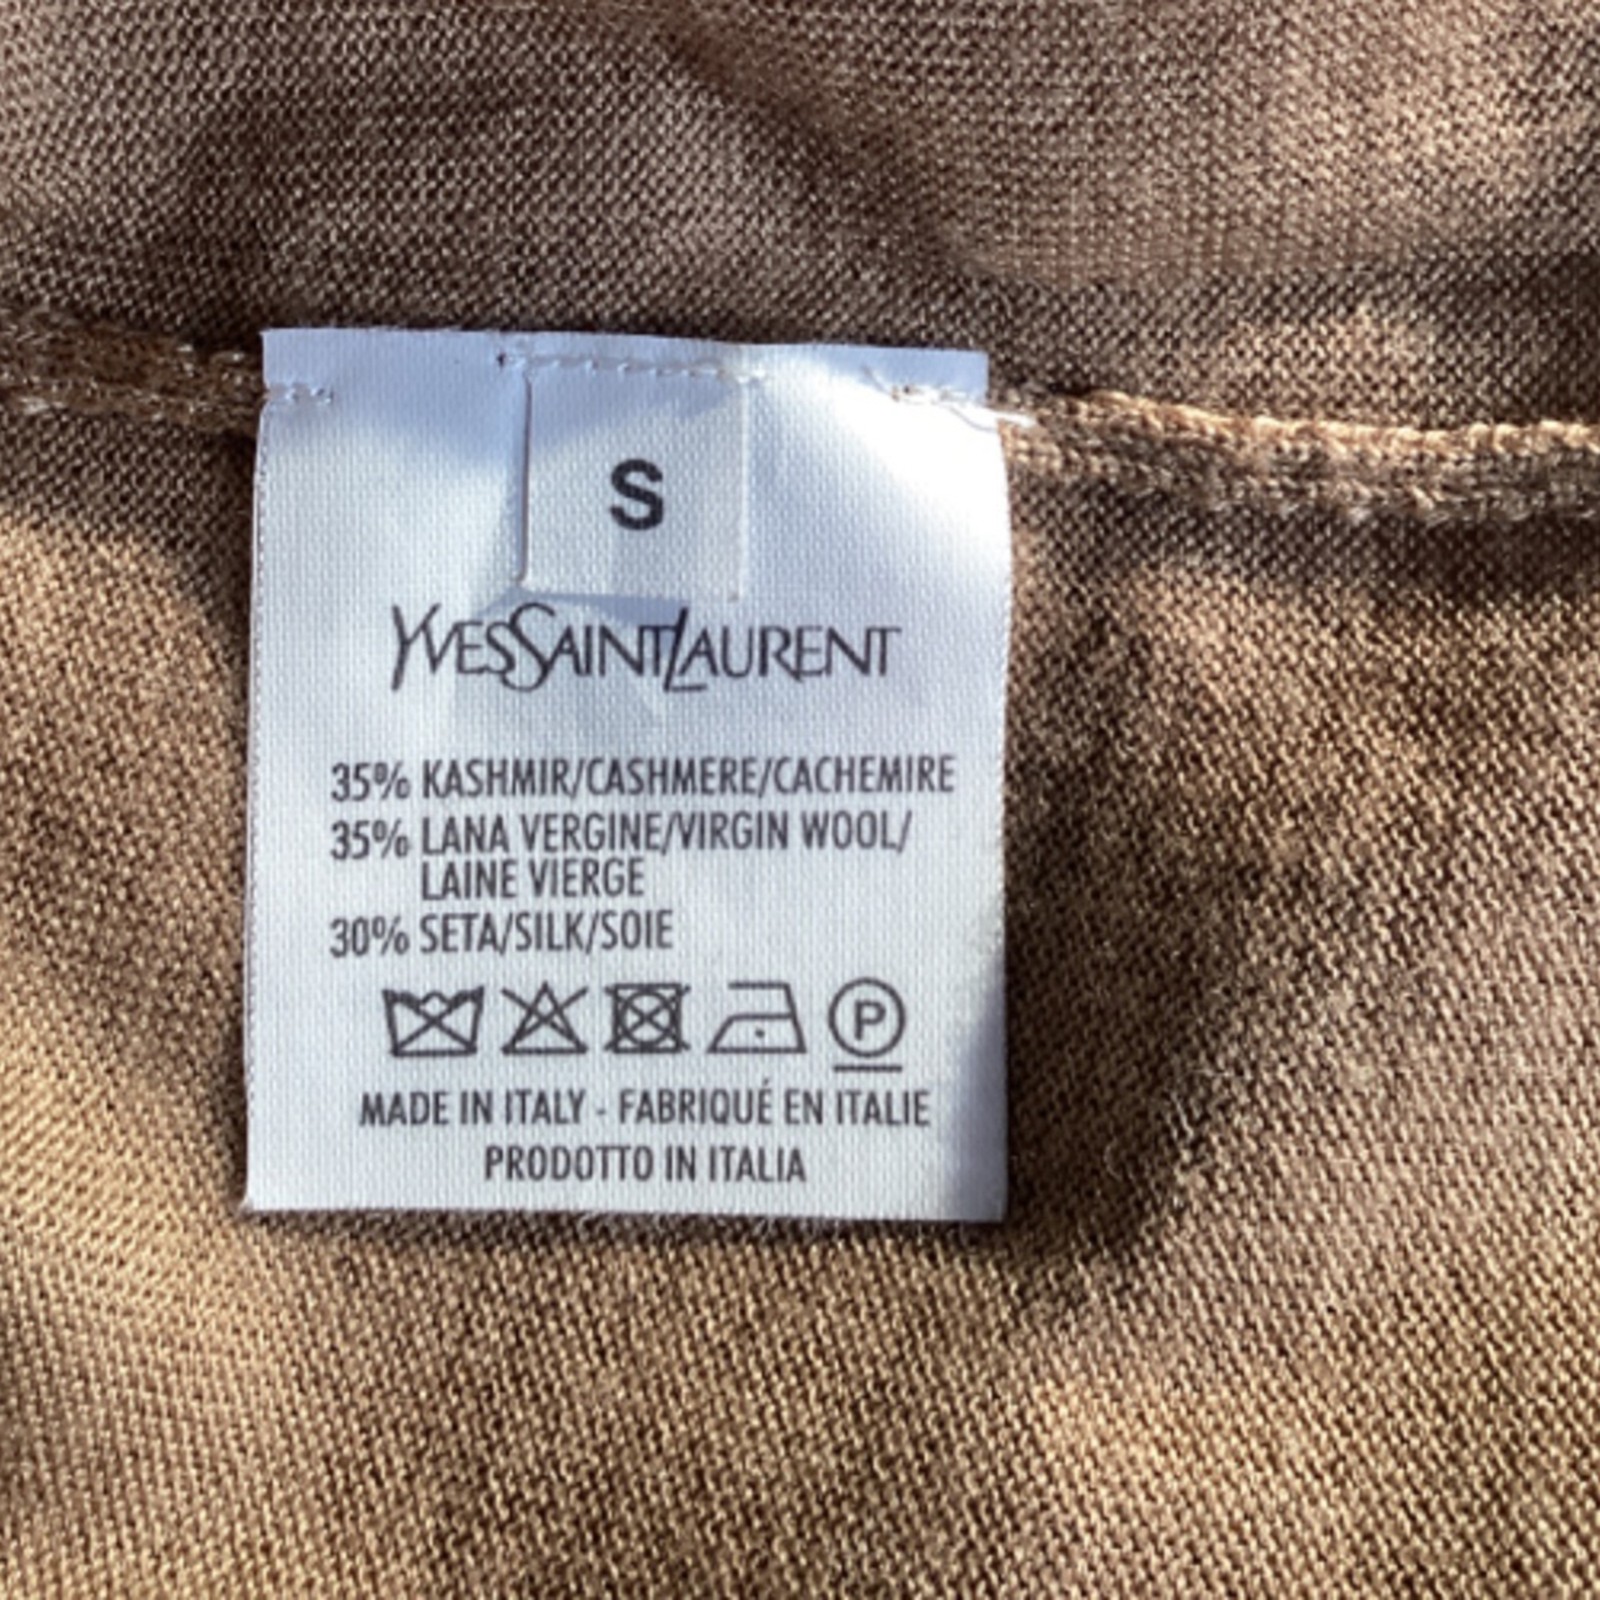 S
YVESSAINTLAURENT
35% KASHMIR/CASHMERE/CACHEMIRE
35% LANA VERGINE/VIRGIN WOOL/
LAINE VIERGE
30% SETA/SILK/SOIE
P
MADE IN ITALY - FABRIQUÉ EN ITALIE
PRODOTTO IN ITALIA